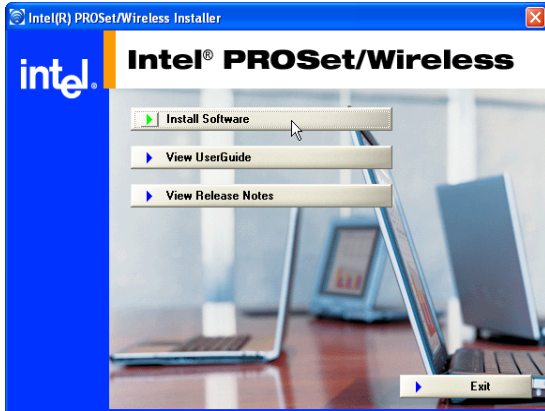 Intel(R) PROSet/Wireless Installer
intel.
Intel® PROSet/Wireless
Install Software
View UserGuide
View Release Notes
Exit